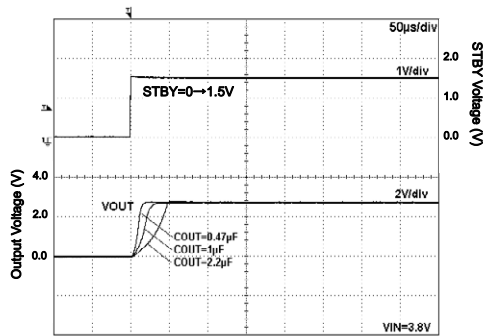 50µs/div
2.0
1V/div
STBY=0→1.5V
1.0
0.0
STBY Voltage (V)
4.0
2V/div
VOUT
2.0
COUT=0.47µF
COUT=1µF
COUT=2.2µF
0.0
Output Voltage (V)
VIN=3.8V